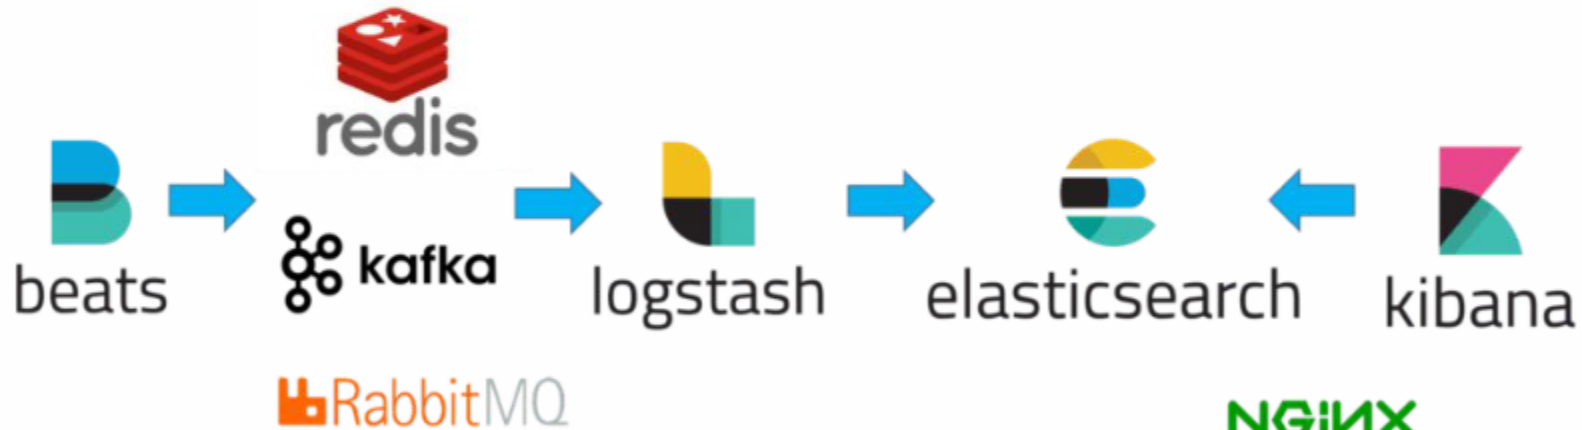 redis
beats
kafka
logstash
elasticsearch
kibana
RabbitMQ
NGiNX